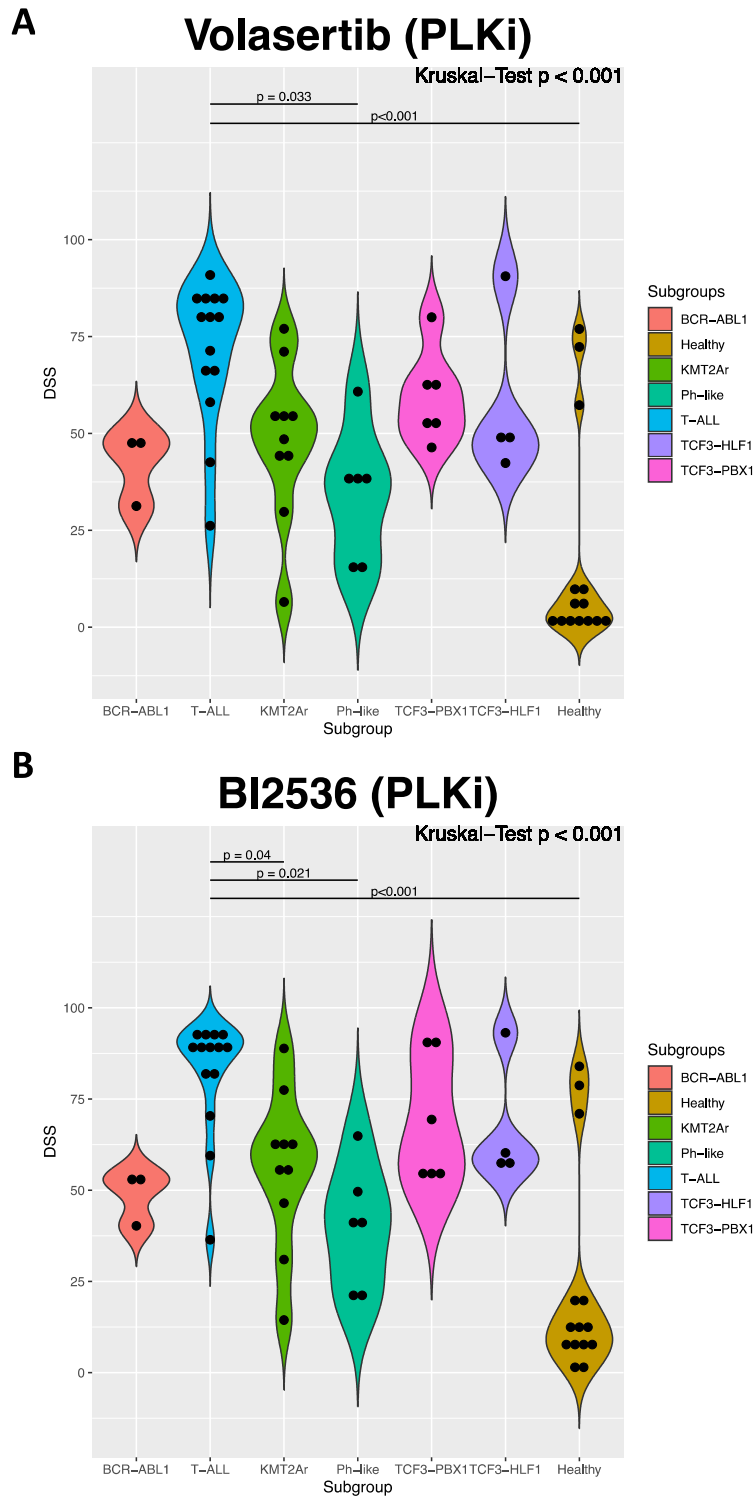 A
Volasertib (PLKi)
Kruskal−Test p < 0.001
p = 0.033
p<0.001
100
75
50
25
0
DSS
BCR−ABL1 T−ALL KMT2Ar Ph−like TCF3−PBX1 TCF3−HLF1 Healthy
Subgroup
Subgroups
BCR−ABL1
Healthy
KMT2Ar
Ph−like
T−ALL
TCF3−HLF1
TCF3−PBX1
B
BI2536 (PLKi)
Kruskal−Test p < 0.001
p = 0.04
p = 0.021
p<0.001
100
75
50
25
0
DSS
BCR−ABL1 T−ALL KMT2Ar Ph−like TCF3−PBX1 TCF3−HLF1 Healthy
Subgroup
Subgroups
BCR−ABL1
Healthy
KMT2Ar
Ph−like
T−ALL
TCF3−HLF1
TCF3−PBX1